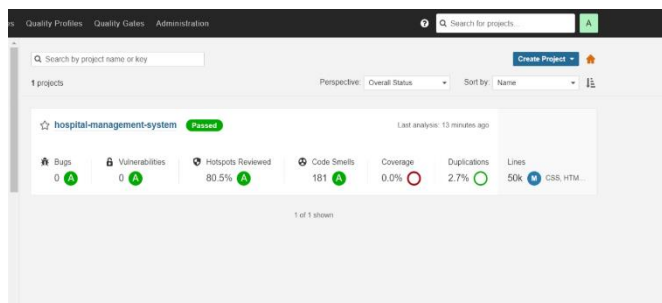 Quality Profiles Quality Gates Administration Search for projects... A
Search by project name or key Create Project
1 projects Perspective: Overall Status Sort by: Name
hospital-management-system Passed Last analysis: 13 minutes ago
Bugs Vulnerabilities Hotspots Reviewed Code Smells Coverage Duplications Lines
0 A 0 A 80.5% A 181 A 0.0% 2.7% 50k M CSS, HTM...
1 of 1 shown